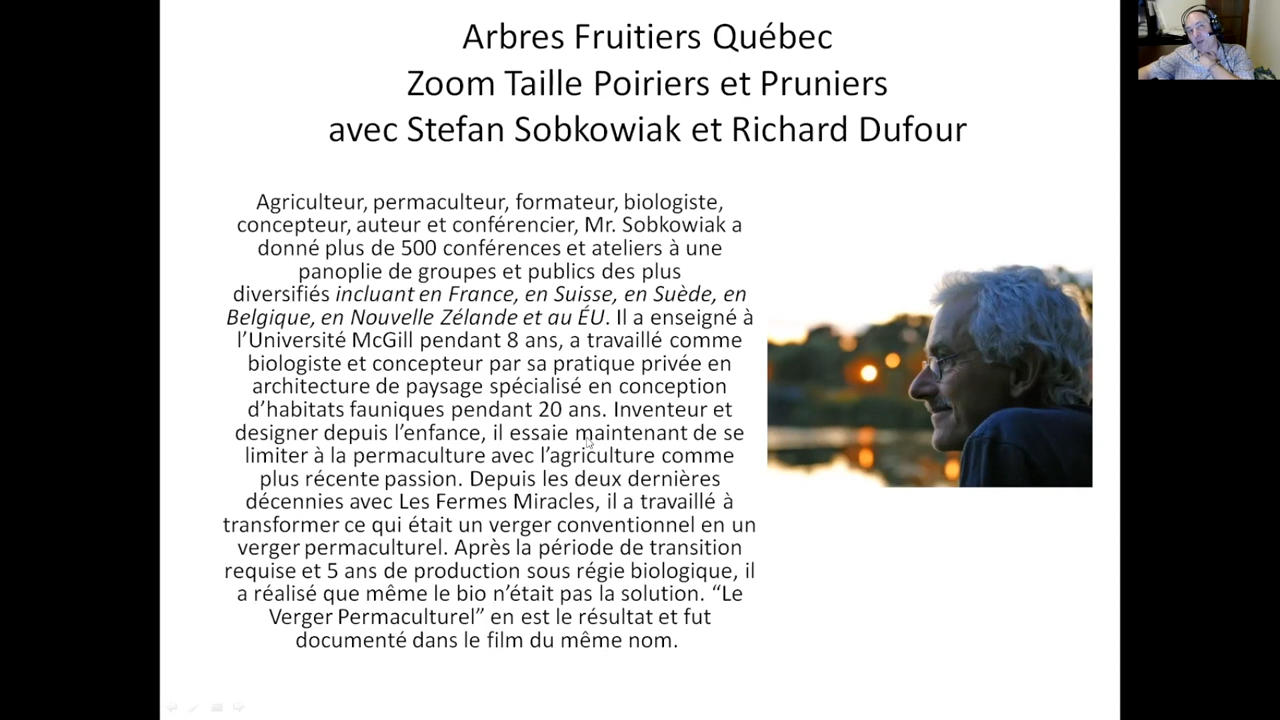 Arbres Fruitiers Québec
Zoom Taille Poiriers et Pruniers
avec Stefan Sobkowiak et Richard Dufour
Agriculteur, permaculteur, formateur, biologiste,
concepteur, auteur et conférencier, Mr. Sobkowiak a
donné plus de 500 conférences et ateliers à une
panoplie de groupes et publics des plus
diversifiés incluant en France, en Suisse, en Suède, en
Belgique, en Nouvelle Zélande et au ÉU. Il a enseigné à
l’Université McGill pendant 8 ans, a travaillé comme
biologiste et concepteur par sa pratique privée en
architecture de paysage spécialisé en conception
d’habitats fauniques pendant 20 ans. Inventeur et
designer depuis l’enfance, il essaie maintenant de se
limiter à la permaculture avec l’agriculture comme
plus récente passion. Depuis les deux dernières
décennies avec Les Fermes Miracles, il a travaillé à
transformer ce qui était un verger conventionnel en un
verger permaculturel. Après la période de transition
requise et 5 ans de production sous régie biologique, il
a réalisé que même le bio n’était pas la solution. “Le
Verger Permaculturel” en est le résultat et fut
documenté dans le film du même nom.